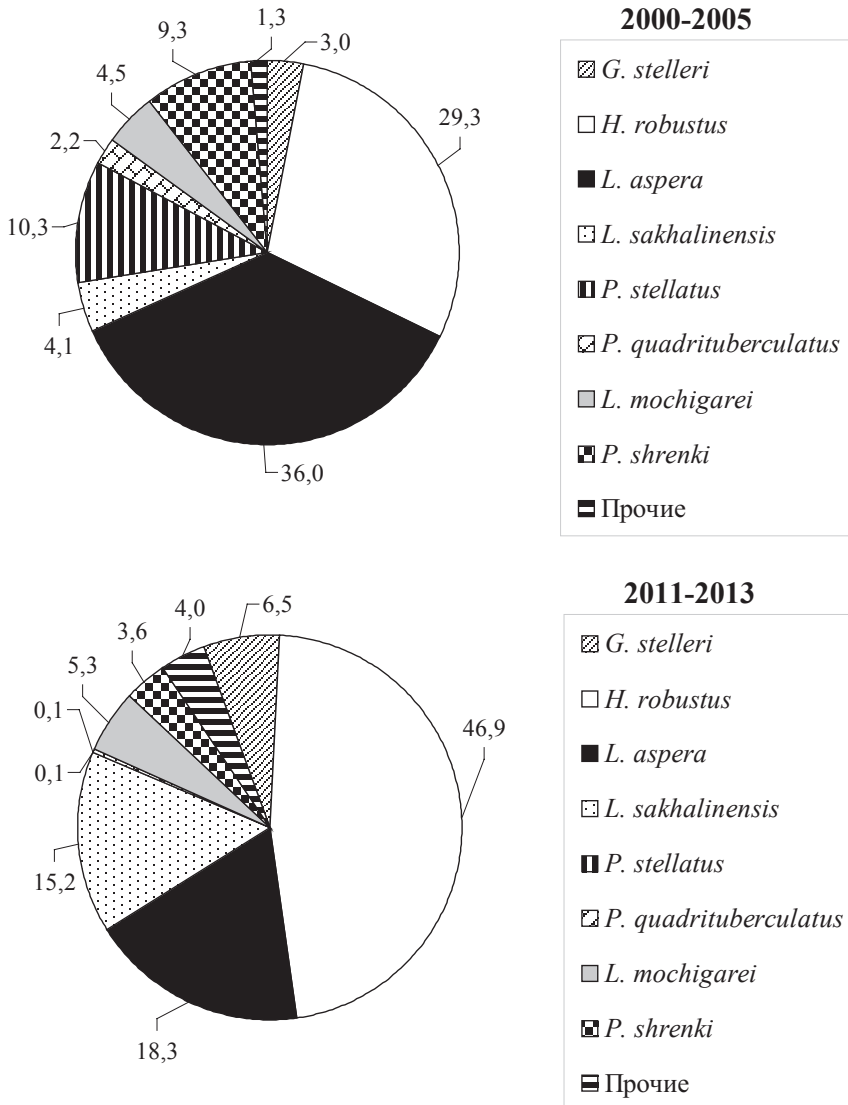 2000-2005
1,3
3,0
9,3
4,5
29,3
2,2
10,3
4,1
36,0
G. stelleri
H. robustus
L. aspera
L. sakhalinensis
P. stellatus
P. quadrituberculatus
L. mochigarei
P. shrenki
Прочие
2011-2013
4,0
6,5
3,6
5,3
0,1
46,9
0,1
15,2
18,3
G. stelleri
H. robustus
L. aspera
L. sakhalinensis
P. stellatus
P. quadrituberculatus
L. mochigarei
P. shrenki
Прочие